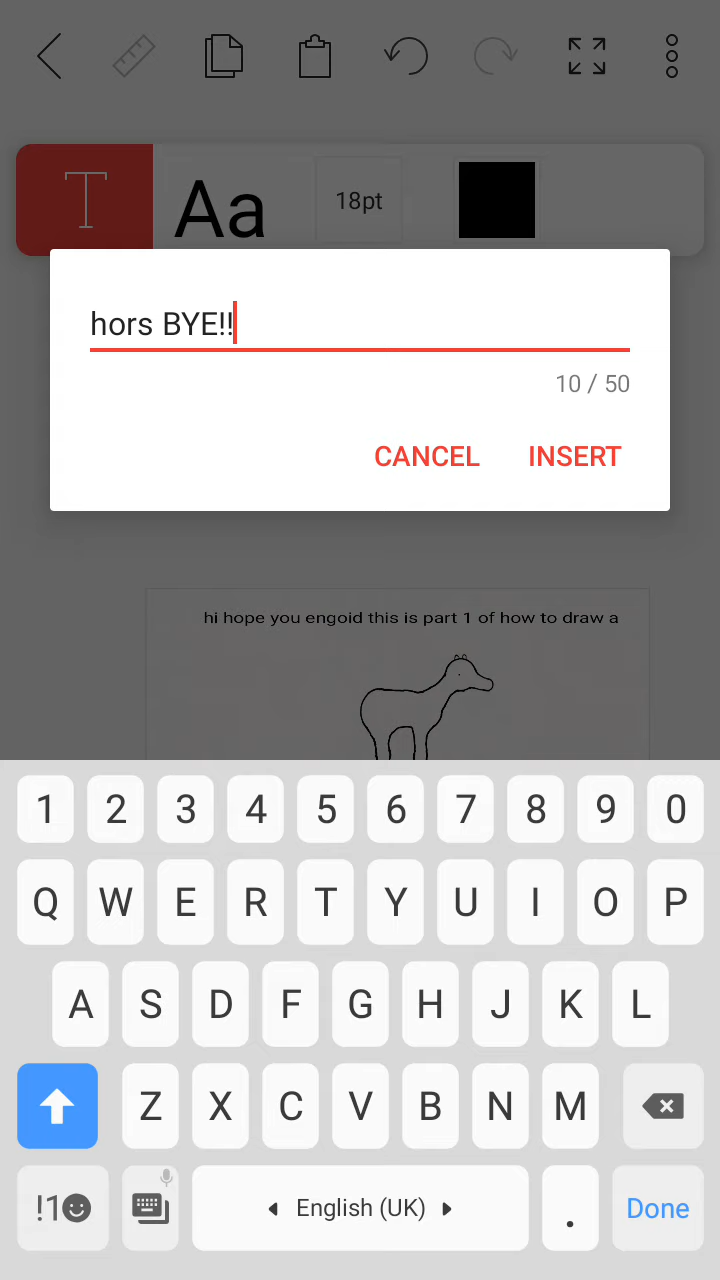 T
Aa
18pt
hors BYE!!
10 / 50
CANCEL INSERT
hi hope you engoid this is part 1 of how to draw a
1 2 3 4 5 6 7 8 9 0
Q W E R T Y U I O P
A S D F G H J K L
Z X C V B N M
!1☺ English (UK) . Done